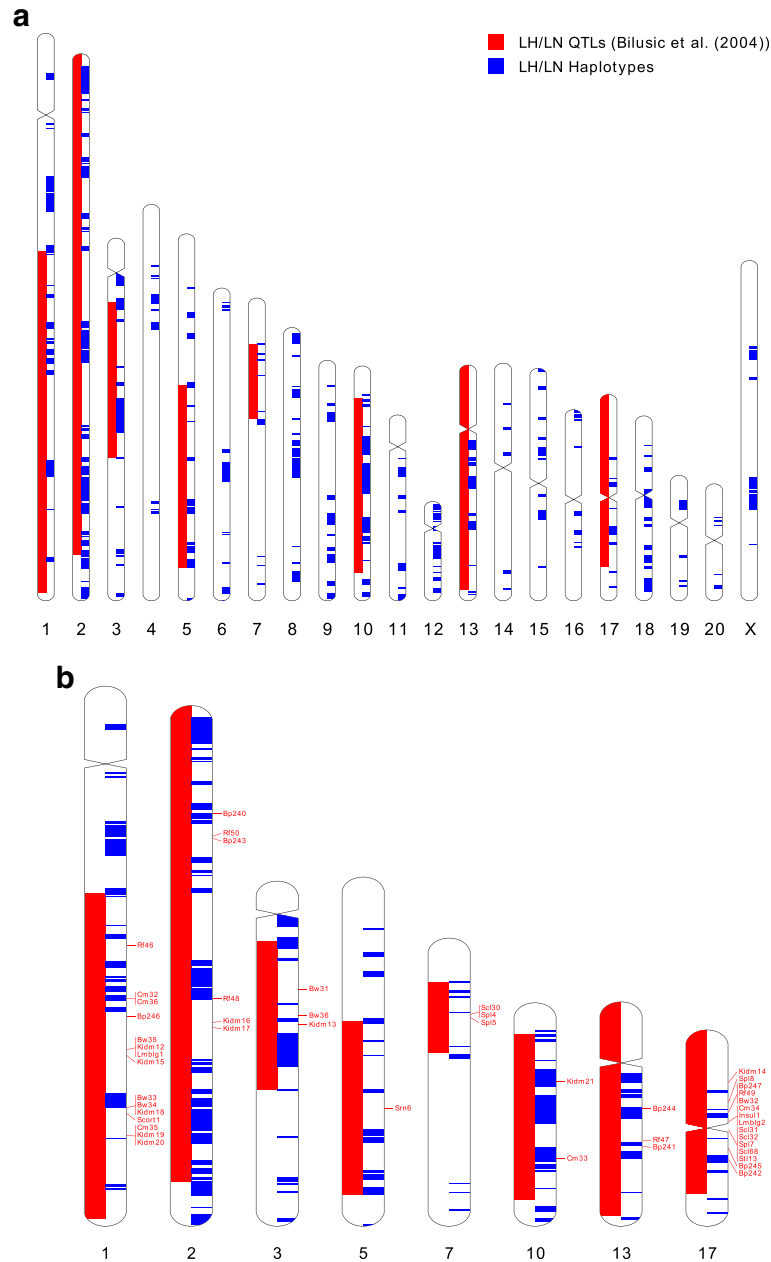 a
LH/LN QTLs (Bilusic et al. (2004))
LH/LN Haplotypes
1 2 3 4 5 6 7 8 9 10 11 12 13 14 15 16 17 18 19 20 X
b
Bp240
Rf50
Bp243
Rf46
Cm32
Cm36
Bp246
Bw35
Kidm12
Lmblg1
Kidm15
Bw33
Bw34
Kidm18
Scort1
Cm35
Kidm19
Kidm20
Rf48
Kidm16
Kidm17
Bw31
Bw36
Kidm13
Srn6
Scl30
Spl4
Spl5
Kidm21
Cm33
Bp244
Rf47
Bp241
Kidm14
Spl8
Bp247
Rf49
Bw32
Cm34
Insul1
Lmblg2
Scl31
Scl32
Spl7
Scl68
Stl13
Bp245
Bp242
1 2 3 5 7 10 13 17